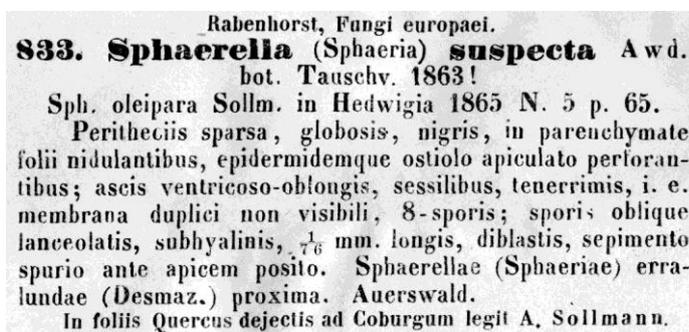 Rabenhorst, Fungi europaei.
833. Sphaerella (Sphaeria) suspecta Awd.
bot. Tauschv. 1863!
Sph. oleipara Sollm. in Hedwigia 1865 N. 5 p. 65.
Peritheciis sparsa, globosis, nigris, in parenchymate
folii nidulantibus, epidermidemque ostiolo apiculato perforan-
tibus; ascis ventricoso-oblongis, sessilibus, tenerrimis, i. e.
membrana duplici non visibili, 8-sporis; sporis oblique
lanceolatis, subhyalinis, 1/76 mm. longis, diblastis, sepimento
spurio ante apicem posito. Sphaerellae (Sphaeriae) erra-
lundae (Desmaz.) proxima. Auerswald.
In foliis Quercus dejectis ad Coburgum legit A. Sollmann.